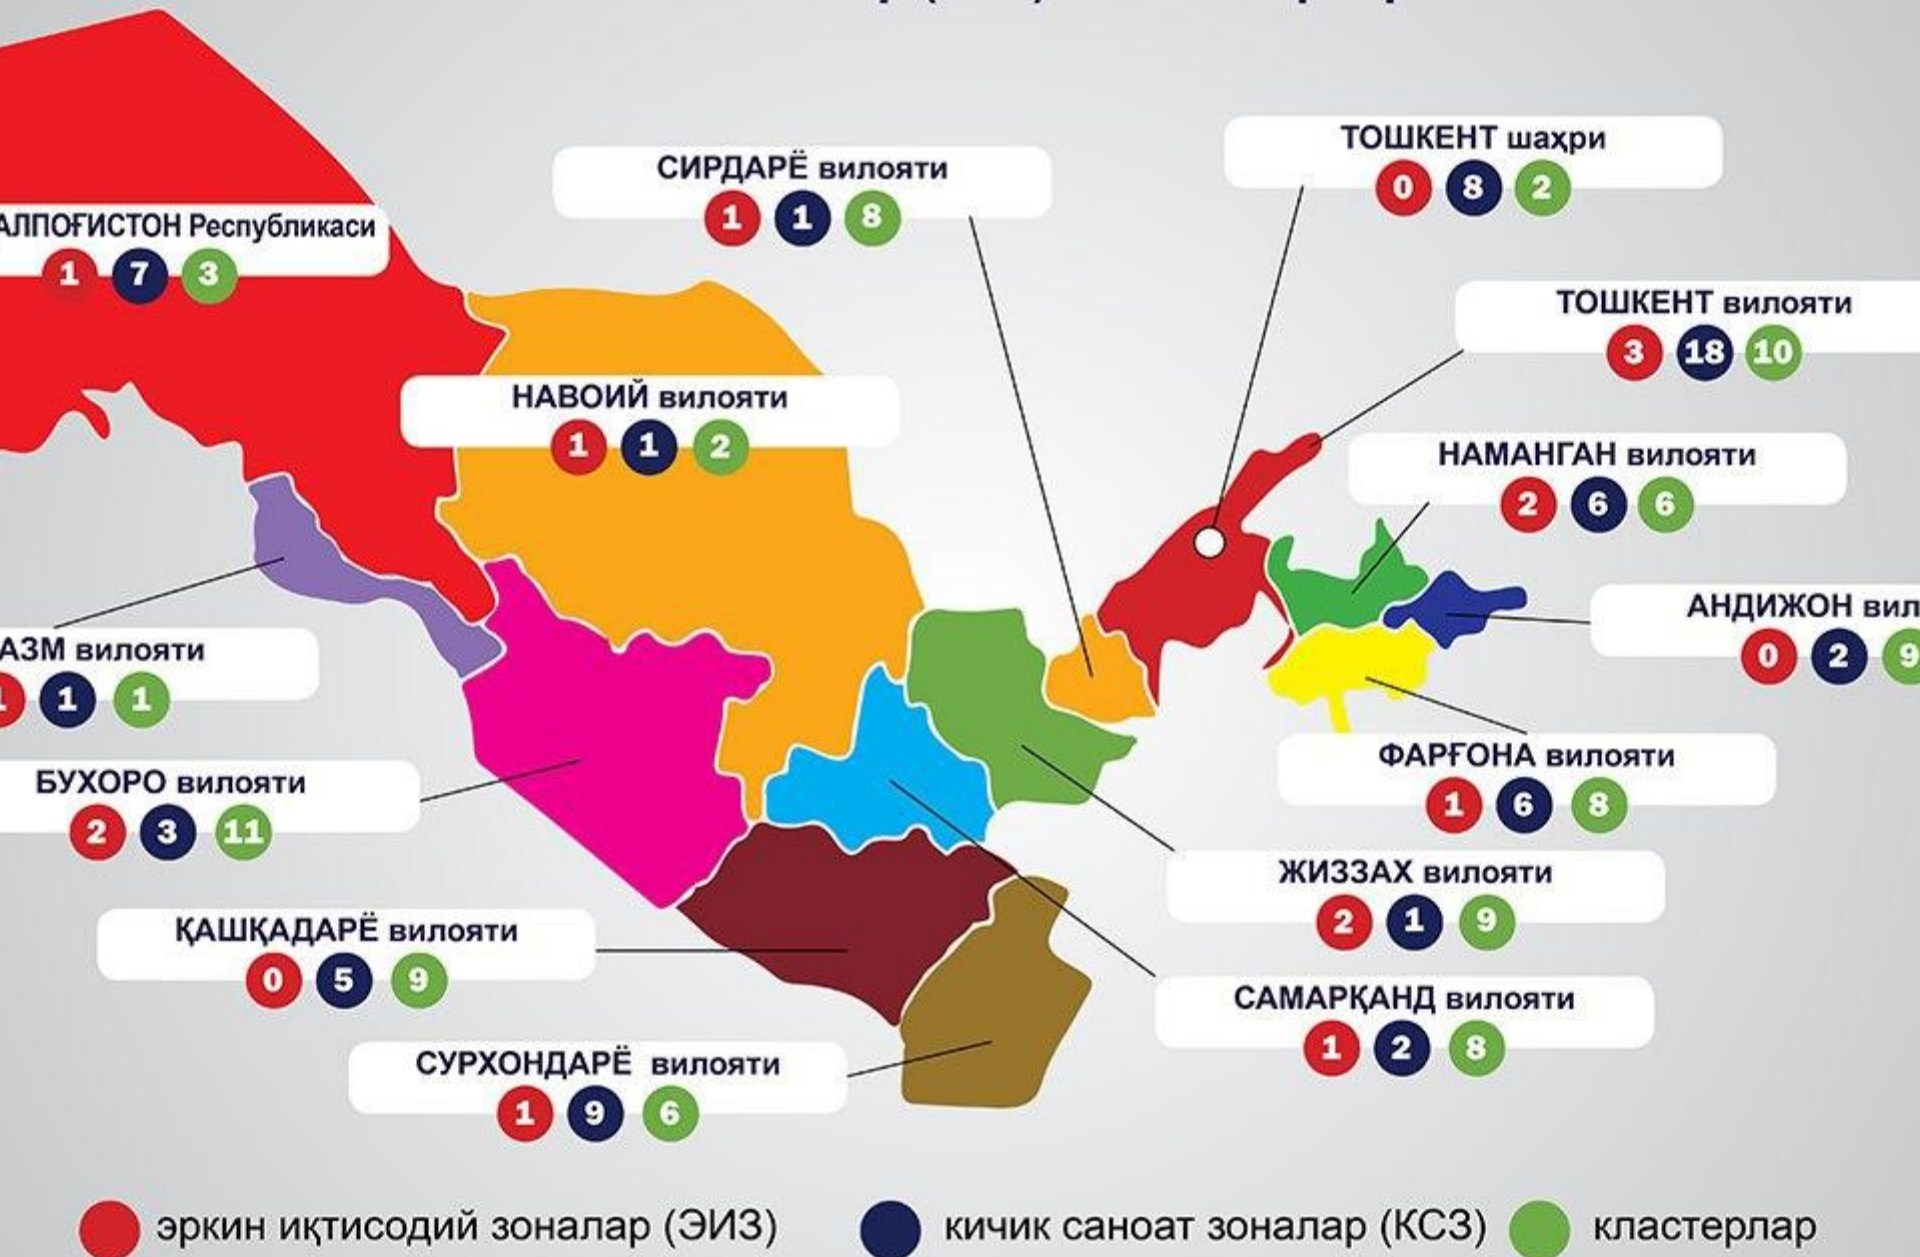 СИРДАРЁ вилояти
1 1 8
ТОШКЕНТ шаҳри
0 8 2
Республикаси
1 7 3
ТОШКЕНТ вилояти
3 18 10
НАВОИЙ вилояти
1 1 2
НАМАНГАН вилояти
2 6 6
АНДИЖОН
0 2 9
АЗМ вилояти
1 1 1
ФАРҒОНА вилояти
1 6 8
БУХОРО вилояти
2 3 11
ЖИЗЗАХ вилояти
2 1 9
ҚАШҚАДАРЁ вилояти
0 5 9
САМАРҚАНД вилояти
1 2 8
СУРХОНДАРЁ вилояти
1 9 6
эркин иқтисодий зоналар (ЭИЗ) кичик саноат зоналар (КСЗ) кластерлар